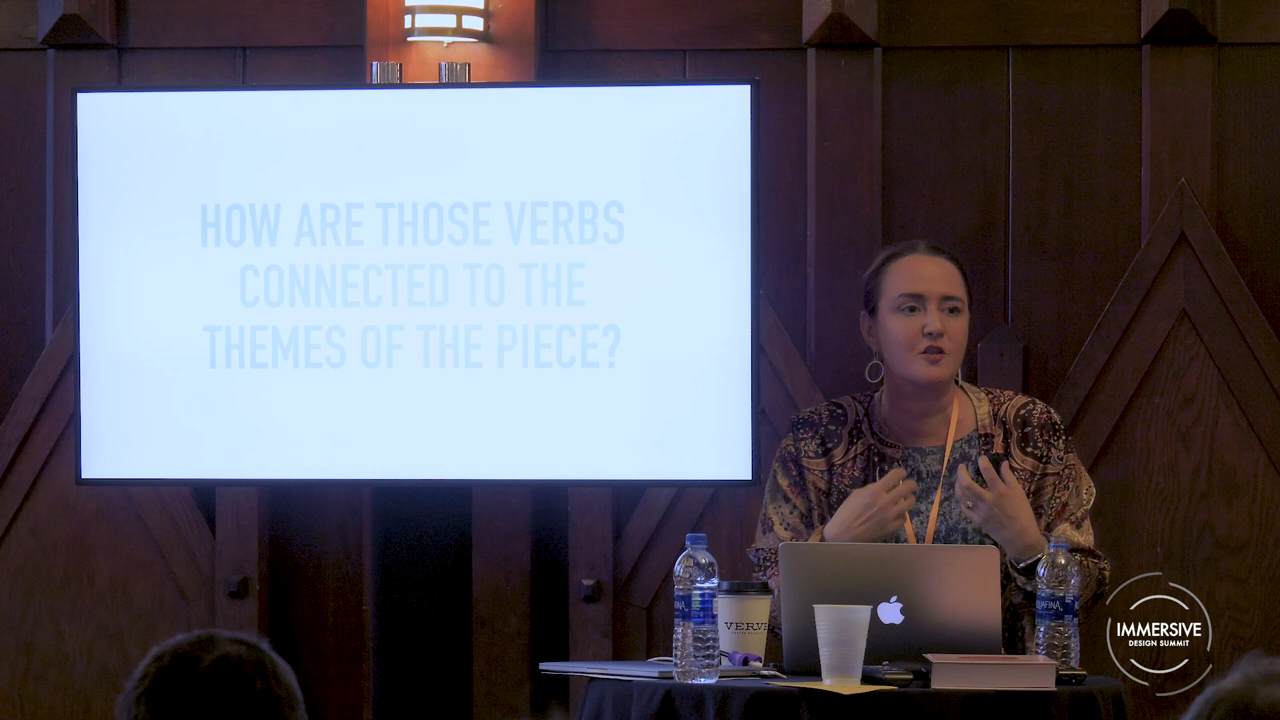 HOW ARE THOSE VERBS
CONNECTED TO THE
THEMES OF THE PIECE?
VERVE
IMMERSIVE
DESIGN SUMMIT